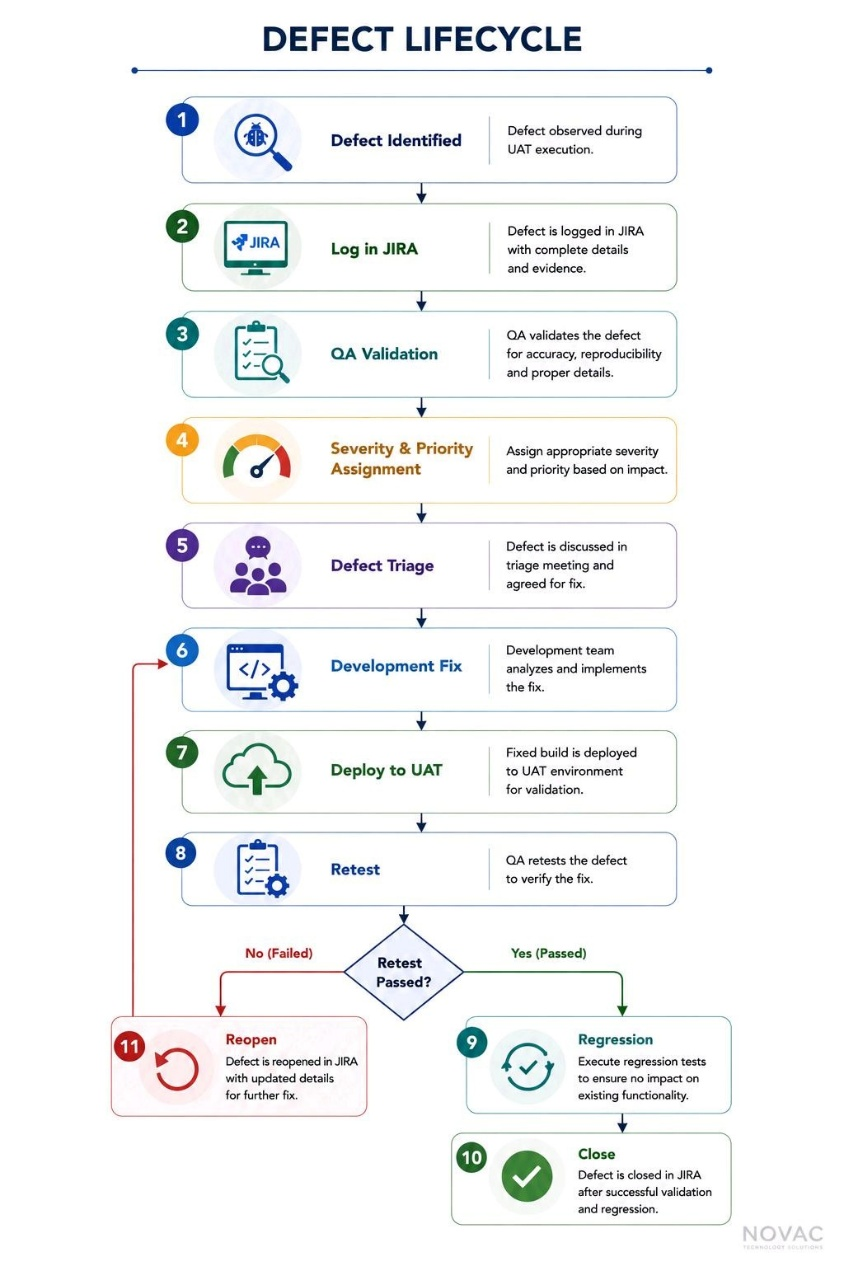 DEFECT LIFECYCLE
1
Defect Identified
Defect observed during
UAT execution.
2
JIRA
Log in JIRA
Defect is logged in JIRA
with complete details
and evidence.
3
QA Validation
QA validates the defect
for accuracy, reproducibility
and proper details.
4
Severity & Priority
Assignment
Assign appropriate severity
and priority based on impact.
5
Defect Triage
Defect is discussed in
triage meeting and
agreed for fix.
6
</>
Development Fix
Development team
analyzes and implements
the fix.
7
Deploy to UAT
Fixed build is deployed
to UAT environment
for validation.
8
Retest
QA retests the defect
to verify the fix.
Retest
Passed?
No (Failed)
Yes (Passed)
11
Reopen
Defect is reopened in JIRA
with updated details
for further fix.
9
Regression
Execute regression tests
to ensure no impact on
existing functionality.
10
Close
Defect is closed in JIRA
after successful validation
and regression.
NOVAC
TECHNOLOGY SOLUTIONS